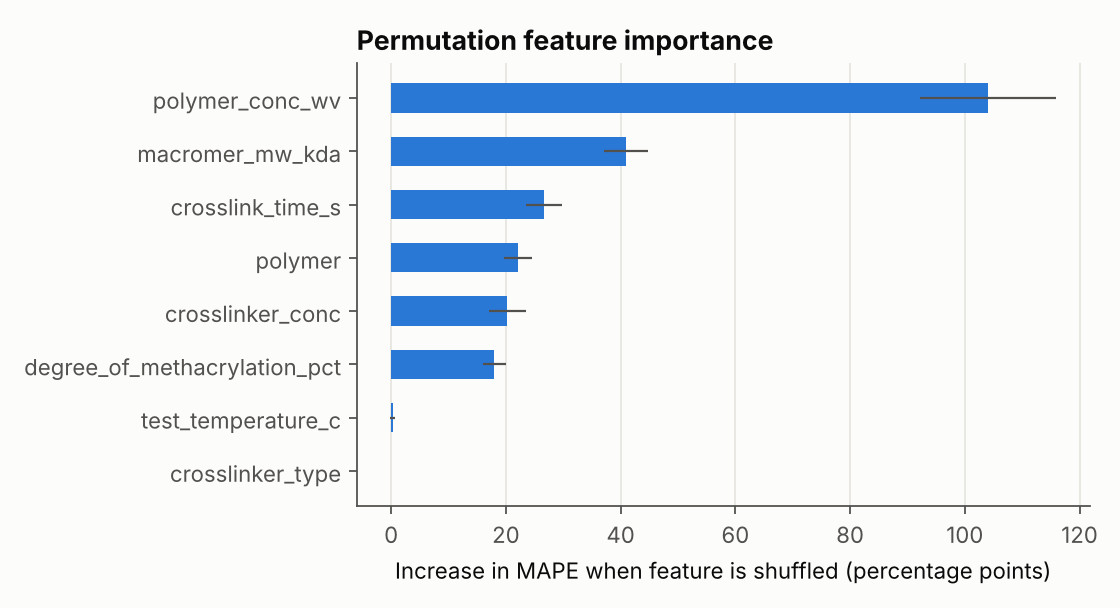 Permutation feature importance
polymer_conc_wv
macromer_mw_kda
crosslink_time_s
polymer
crosslinker_conc
degree_of_methacrylation_pct
test_temperature_c
crosslinker_type
0 20 40 60 80 100 120
Increase in MAPE when feature is shuffled (percentage points)